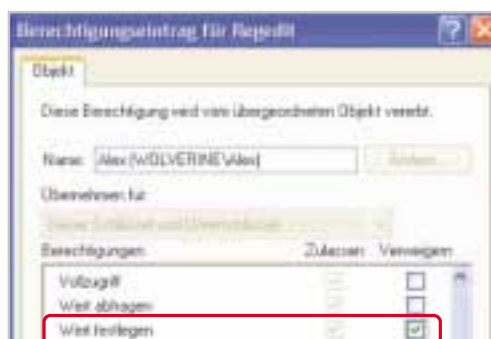 Berechtigungseintrag für Regedit
Objekt
Diese Berechtigung wird vom übergeordneten Objekt vererbt.
Name: Alex (WOLVERINE\Alex)
Ändern...
Übernehmen für:
Berechtigungen: Zulassen Verweigern
Vollzugriff
Wert abfragen
Wert festlegen